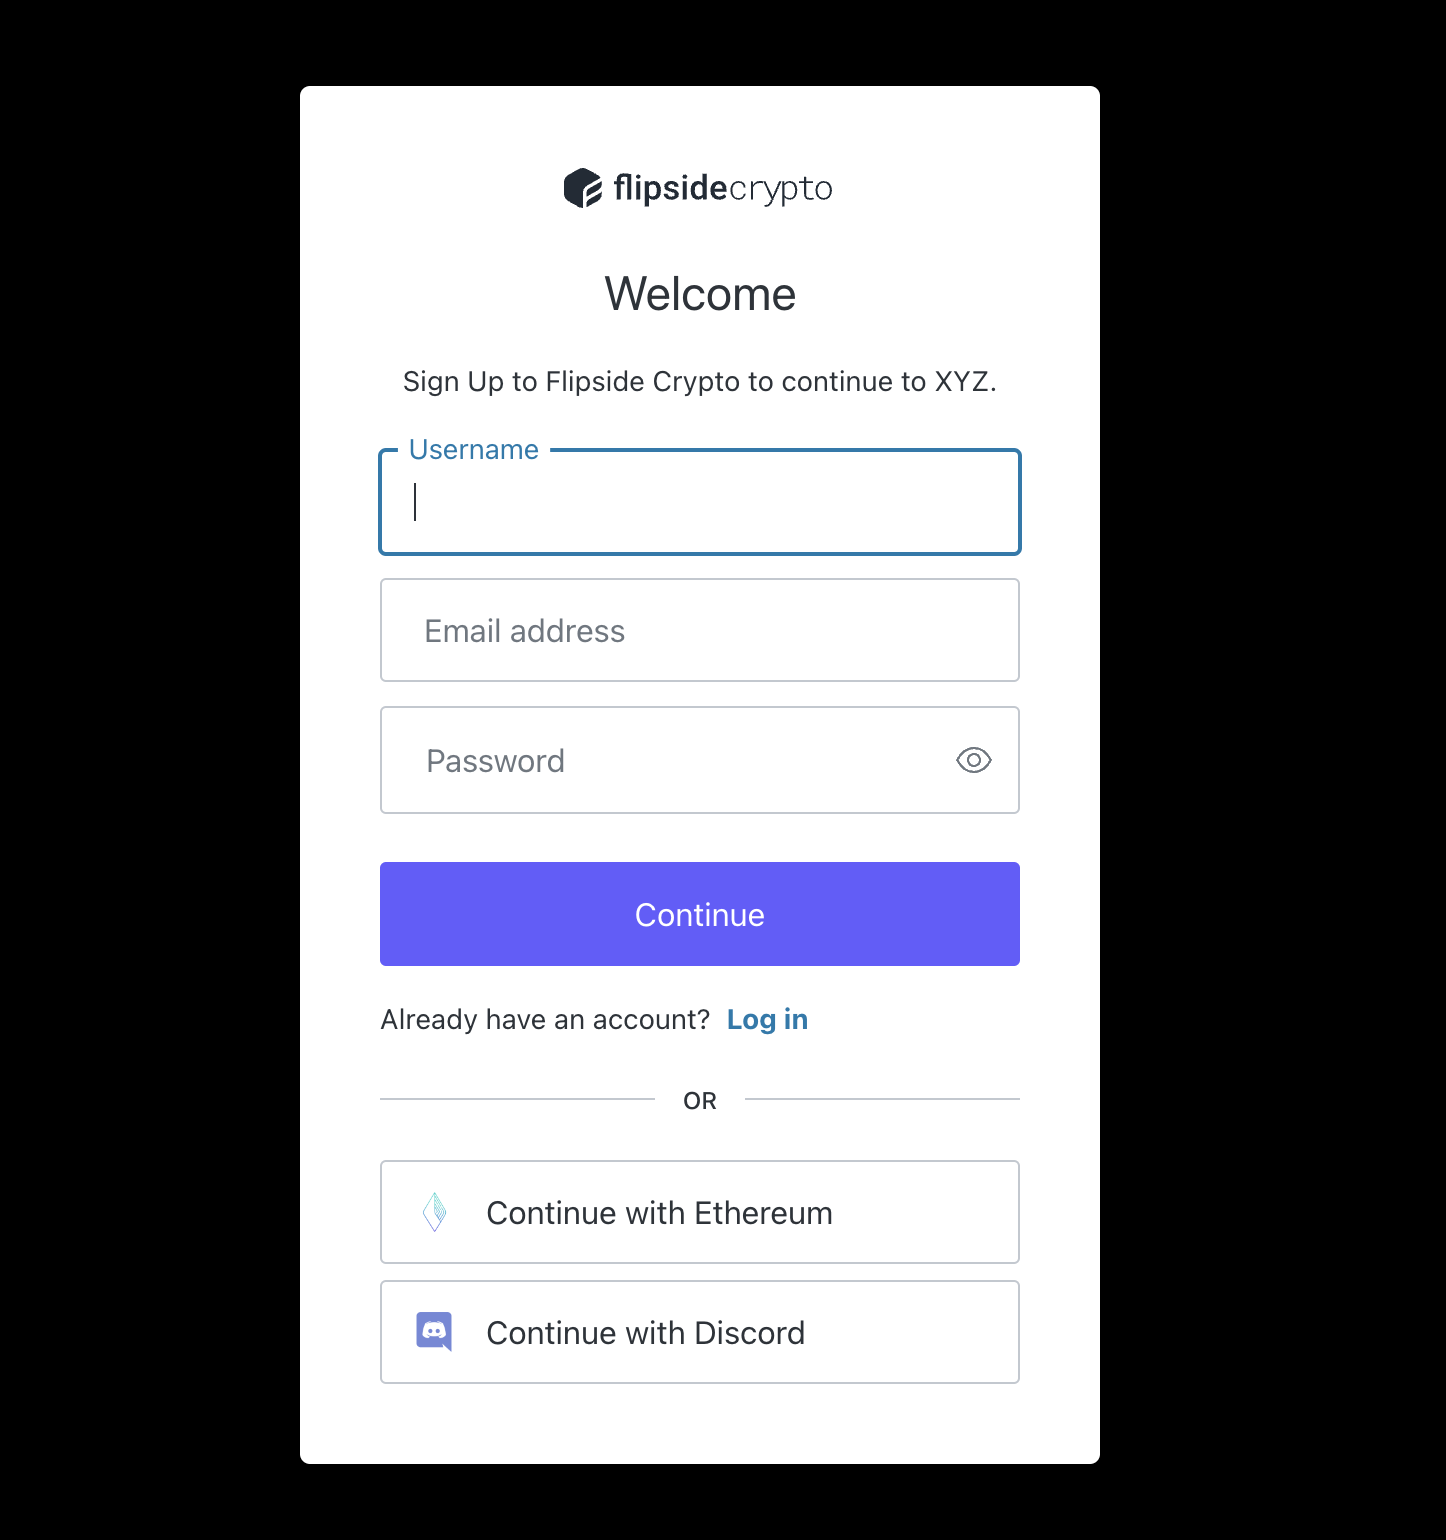 flipsidecrypto
Welcome
Sign Up to Flipside Crypto to continue to XYZ.
Username
Email address
Password
Continue
Already have an account? Log in
OR
Continue with Ethereum
Continue with Discord